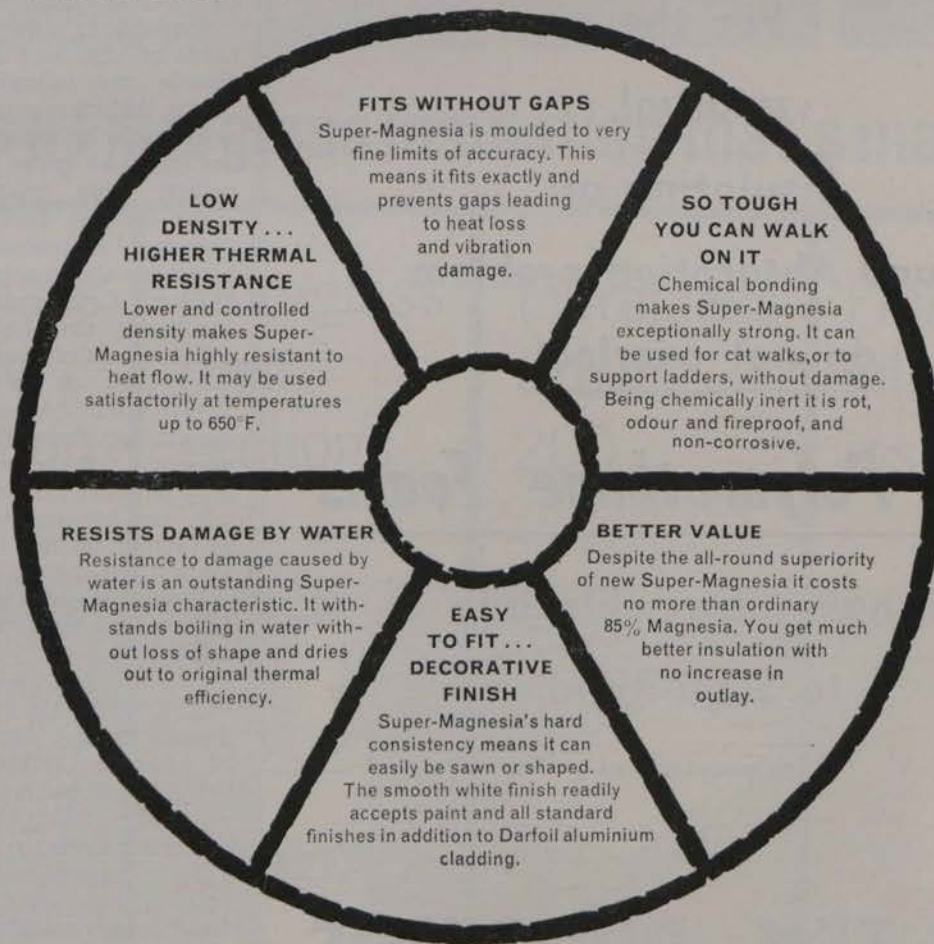 FITS WITHOUT GAPS
Super-Magnesia is moulded to very
fine limits of accuracy. This
means it fits exactly and
prevents gaps leading
to heat loss
and vibration
damage.
SO TOUGH
YOU CAN WALK
ON IT
Chemical bonding
makes Super-Magnesia
exceptionally strong. It can
be used for cat walks,or to
support ladders, without damage.
Being chemically inert it is rot,
odour and fireproof, and
non-corrosive.
BETTER VALUE
Despite the all-round superiority
of new Super-Magnesia it costs
no more than ordinary
85% Magnesia. You get much
better insulation with
no increase in
outlay.
EASY
TO FIT...
DECORATIVE
FINISH
Super-Magnesia's hard
consistency means it can
easily be sawn or shaped.
The smooth white finish readily
accepts paint and all standard
finishes in addition to Darfoil aluminium
cladding.
RESISTS DAMAGE BY WATER
Resistance to damage caused by
water is an outstanding Super-
Magnesia characteristic. It with-
stands boiling in water with-
out loss of shape and dries
out to original thermal
efficiency.
LOW
DENSITY...
HIGHER THERMAL
RESISTANCE
Lower and controlled
density makes Super-
Magnesia highly resistant to
heat flow. It may be used
satisfactorily at temperatures
up to 650°F.